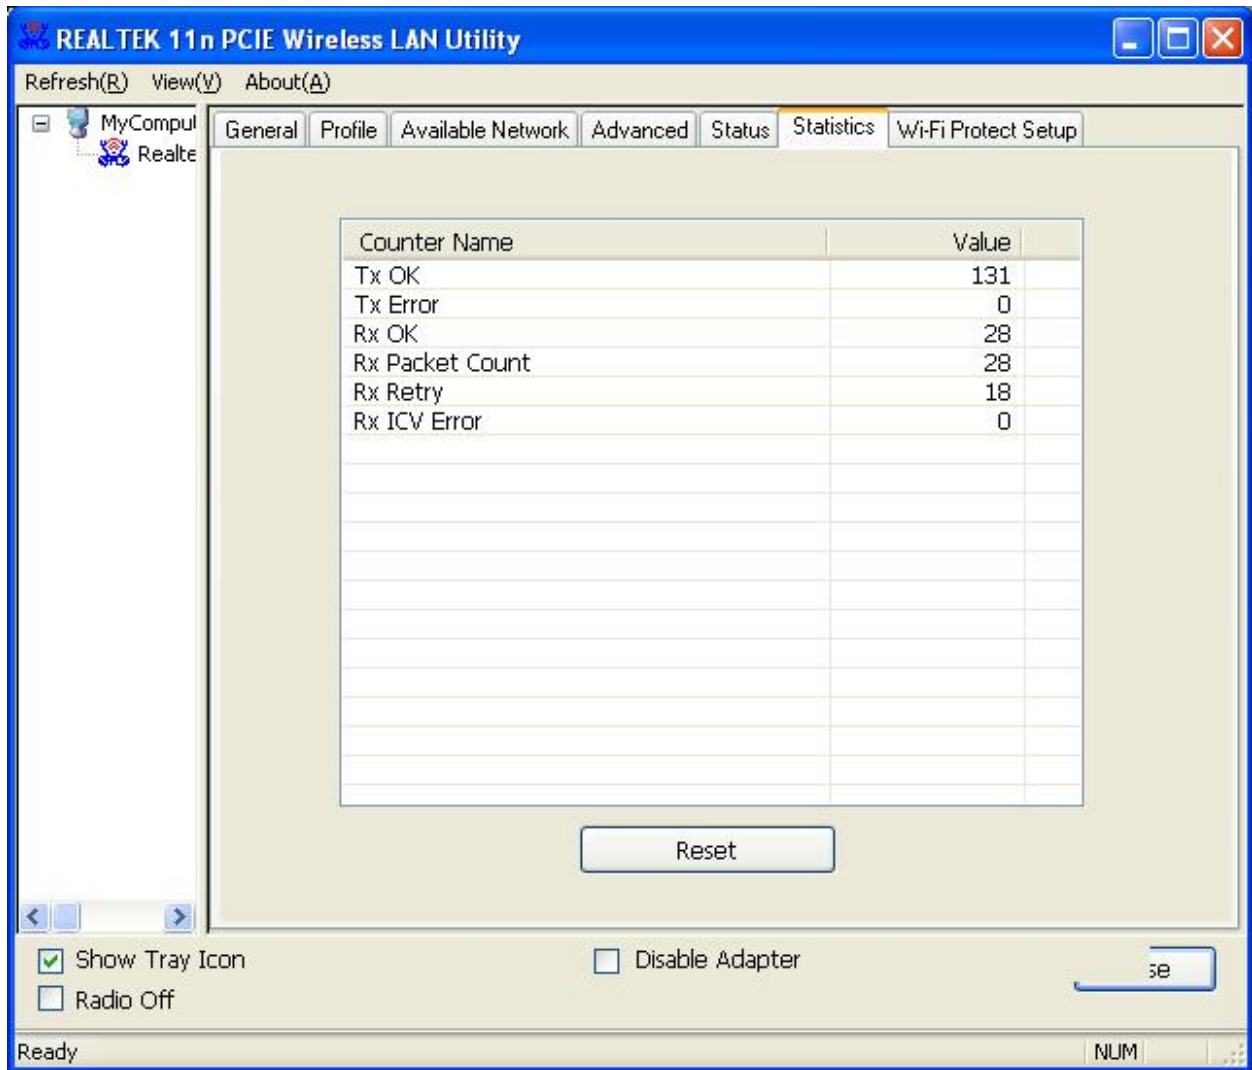 REALTEK 11n PCIE Wireless LAN Utility
Refresh(R) View(V) About(A)
MyComput
Realte
General Profile Available Network Advanced Status Statistics Wi-Fi Protect Setup
Counter Name Value
Tx OK 131
Tx Error 0
Rx OK 28
Rx Packet Count 28
Rx Retry 18
Rx ICV Error 0
Reset
Show Tray Icon Disable Adapter
se
Radio Off
Ready NUM